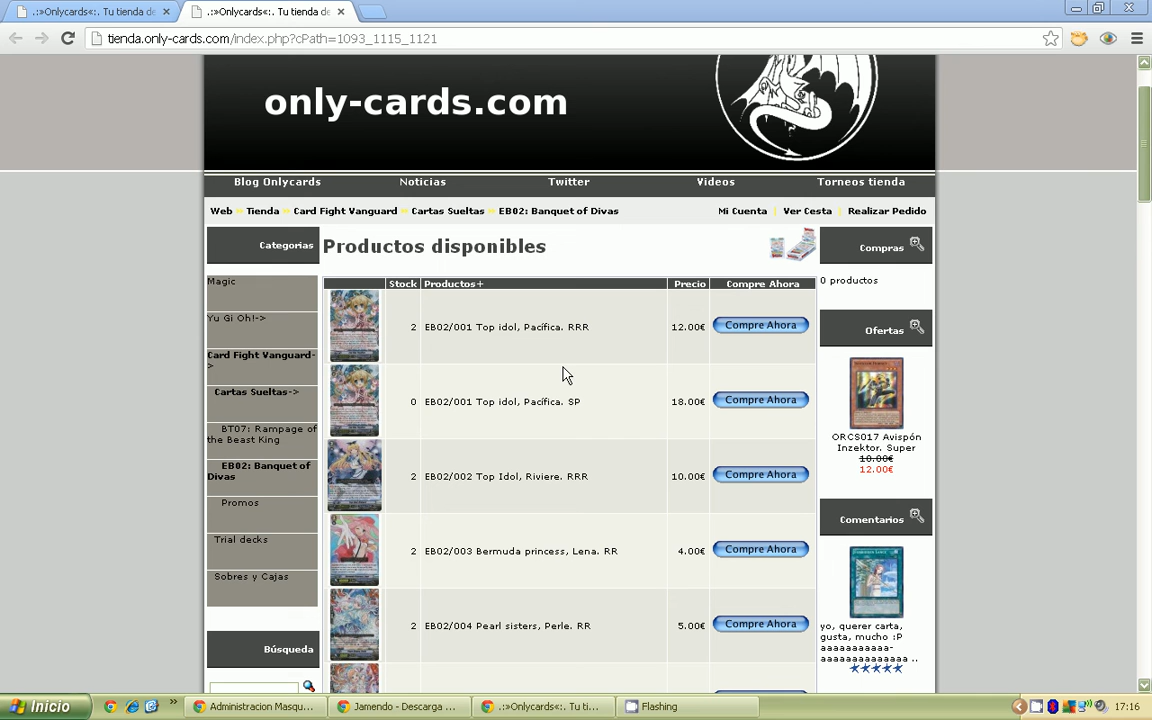 .:»Onlycards«:. Tu tienda de
.:»Onlycards«:. Tu tienda de
tienda.only-cards.com/index.php?cPath=1093_1115_1121
only-cards.com
Blog Onlycards Noticias Twitter Videos Torneos tienda
Web » Tienda » Card Fight Vanguard » Cartas Sueltas » EB02: Banquet of Divas Mi Cuenta | Ver Cesta | Realizar Pedido
Categorias
Magic
Yu Gi Oh!->
Card Fight Vanguard-
>
Cartas Sueltas->
BT07: Rampage of
the Beast King
EB02: Banquet of
Divas
Promos
Trial decks
Sobres y Cajas
Búsqueda
Productos disponibles
Stock Productos+ Precio Compre Ahora
2 EB02/001 Top idol, Pacífica. RRR 12.00€ Compre Ahora
0 EB02/001 Top idol, Pacífica. SP 18.00€ Compre Ahora
2 EB02/002 Top Idol, Riviere. RRR 10.00€ Compre Ahora
2 EB02/003 Bermuda princess, Lena. RR 4.00€ Compre Ahora
2 EB02/004 Pearl sisters, Perle. RR 5.00€ Compre Ahora
Compras
0 productos
Ofertas
ORCS017 Avispón
Inzektor. Super
10.00€
12.00€
Comentarios
yo, querer carta,
gusta, mucho :P
aaaaaaaaaaa-
aaaaaaaaaaaaaa ..
Inicio
» Administracion Masqu...
Jamendo - Descarga ...
.:»Onlycards«:. Tu ti...
Flashing
17:16